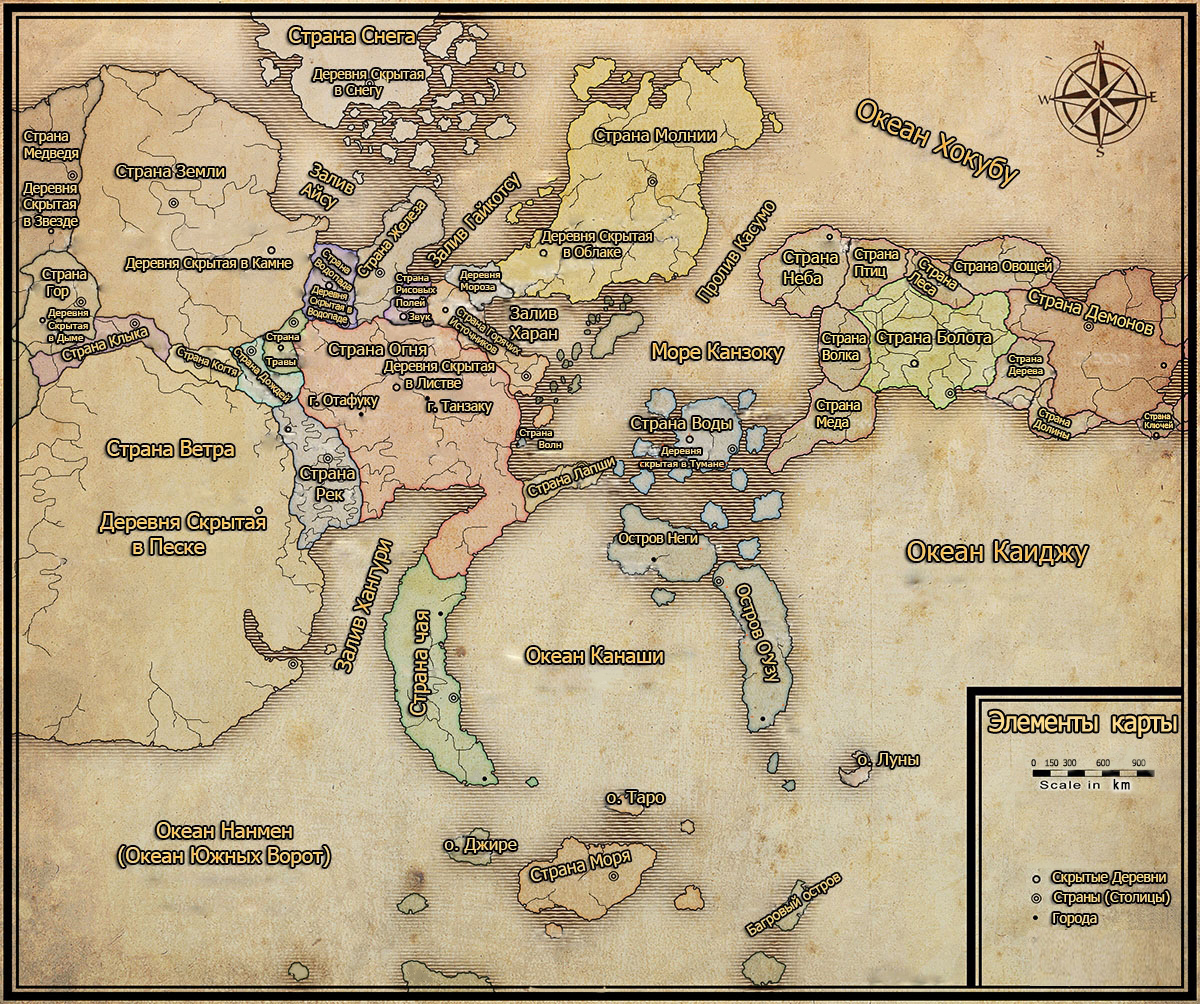 Страна Снега
Деревня Скрытая
в Снегу
N
W
E
S
Океан Хокубу
Страна Молнии
Страна
Медведя
Деревня
Скрытая
в Звезде
Страна Земли
Залив
Айсу
Залив Гайкотсу
Страна Железа
Деревня Скрытая
в Облаке
Пролив Касумо
Деревня Скрытая в Камне
Страна
Водопада
Деревня
Скрытая в
Водопаде
Страна
Рисовых
Полей
Звук
Деревня
Мороза
Страна
Гор
Деревня
Скрытая
в Дыме
Страна Клыка
Страна Когтя
Страна
Травы
Страна Дождей
Страна Горячих
Источников
Залив
Харан
Страна
Неба
Страна
Птиц
Страна
Леса
Страна Овощей
Страна Демонов
Страна
Волка
Страна Болота
Страна
Дерева
Страна
Меда
Страна
Долины
Страна
Ключей
Море Канзоку
Страна Огня
Деревня Скрытая
в Листве
г. Отафуку
г. Танзаку
Страна
Волн
Страна Воды
Деревня
скрытая в Тумане
Страна Лапши
Страна Ветра
Страна
Рек
Деревня Скрытая
в Песке
Залив Хангури
Остров Неги
Остров О'Узу
Океан Каиджу
Страна чая
Океан Канаши
о. Луны
о. Таро
о. Джире
Страна Моря
Багровый остров
Океан Нанмен
(Океан Южных Ворот)
Элементы карты
0 150 300 600 900
Scale in km
Скрытые Деревни
Страны (Столицы)
Города